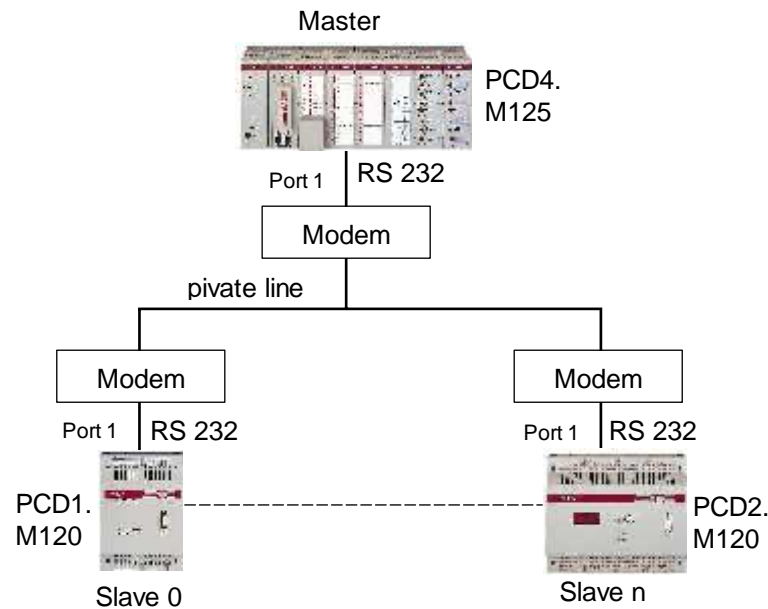 Master
PCD4.
M125
Port 1
RS 232
Modem
pivate line
Modem
Modem
Port 1
RS 232
Port 1
RS 232
PCD1.
M120
PCD2.
M120
Slave 0
Slave n